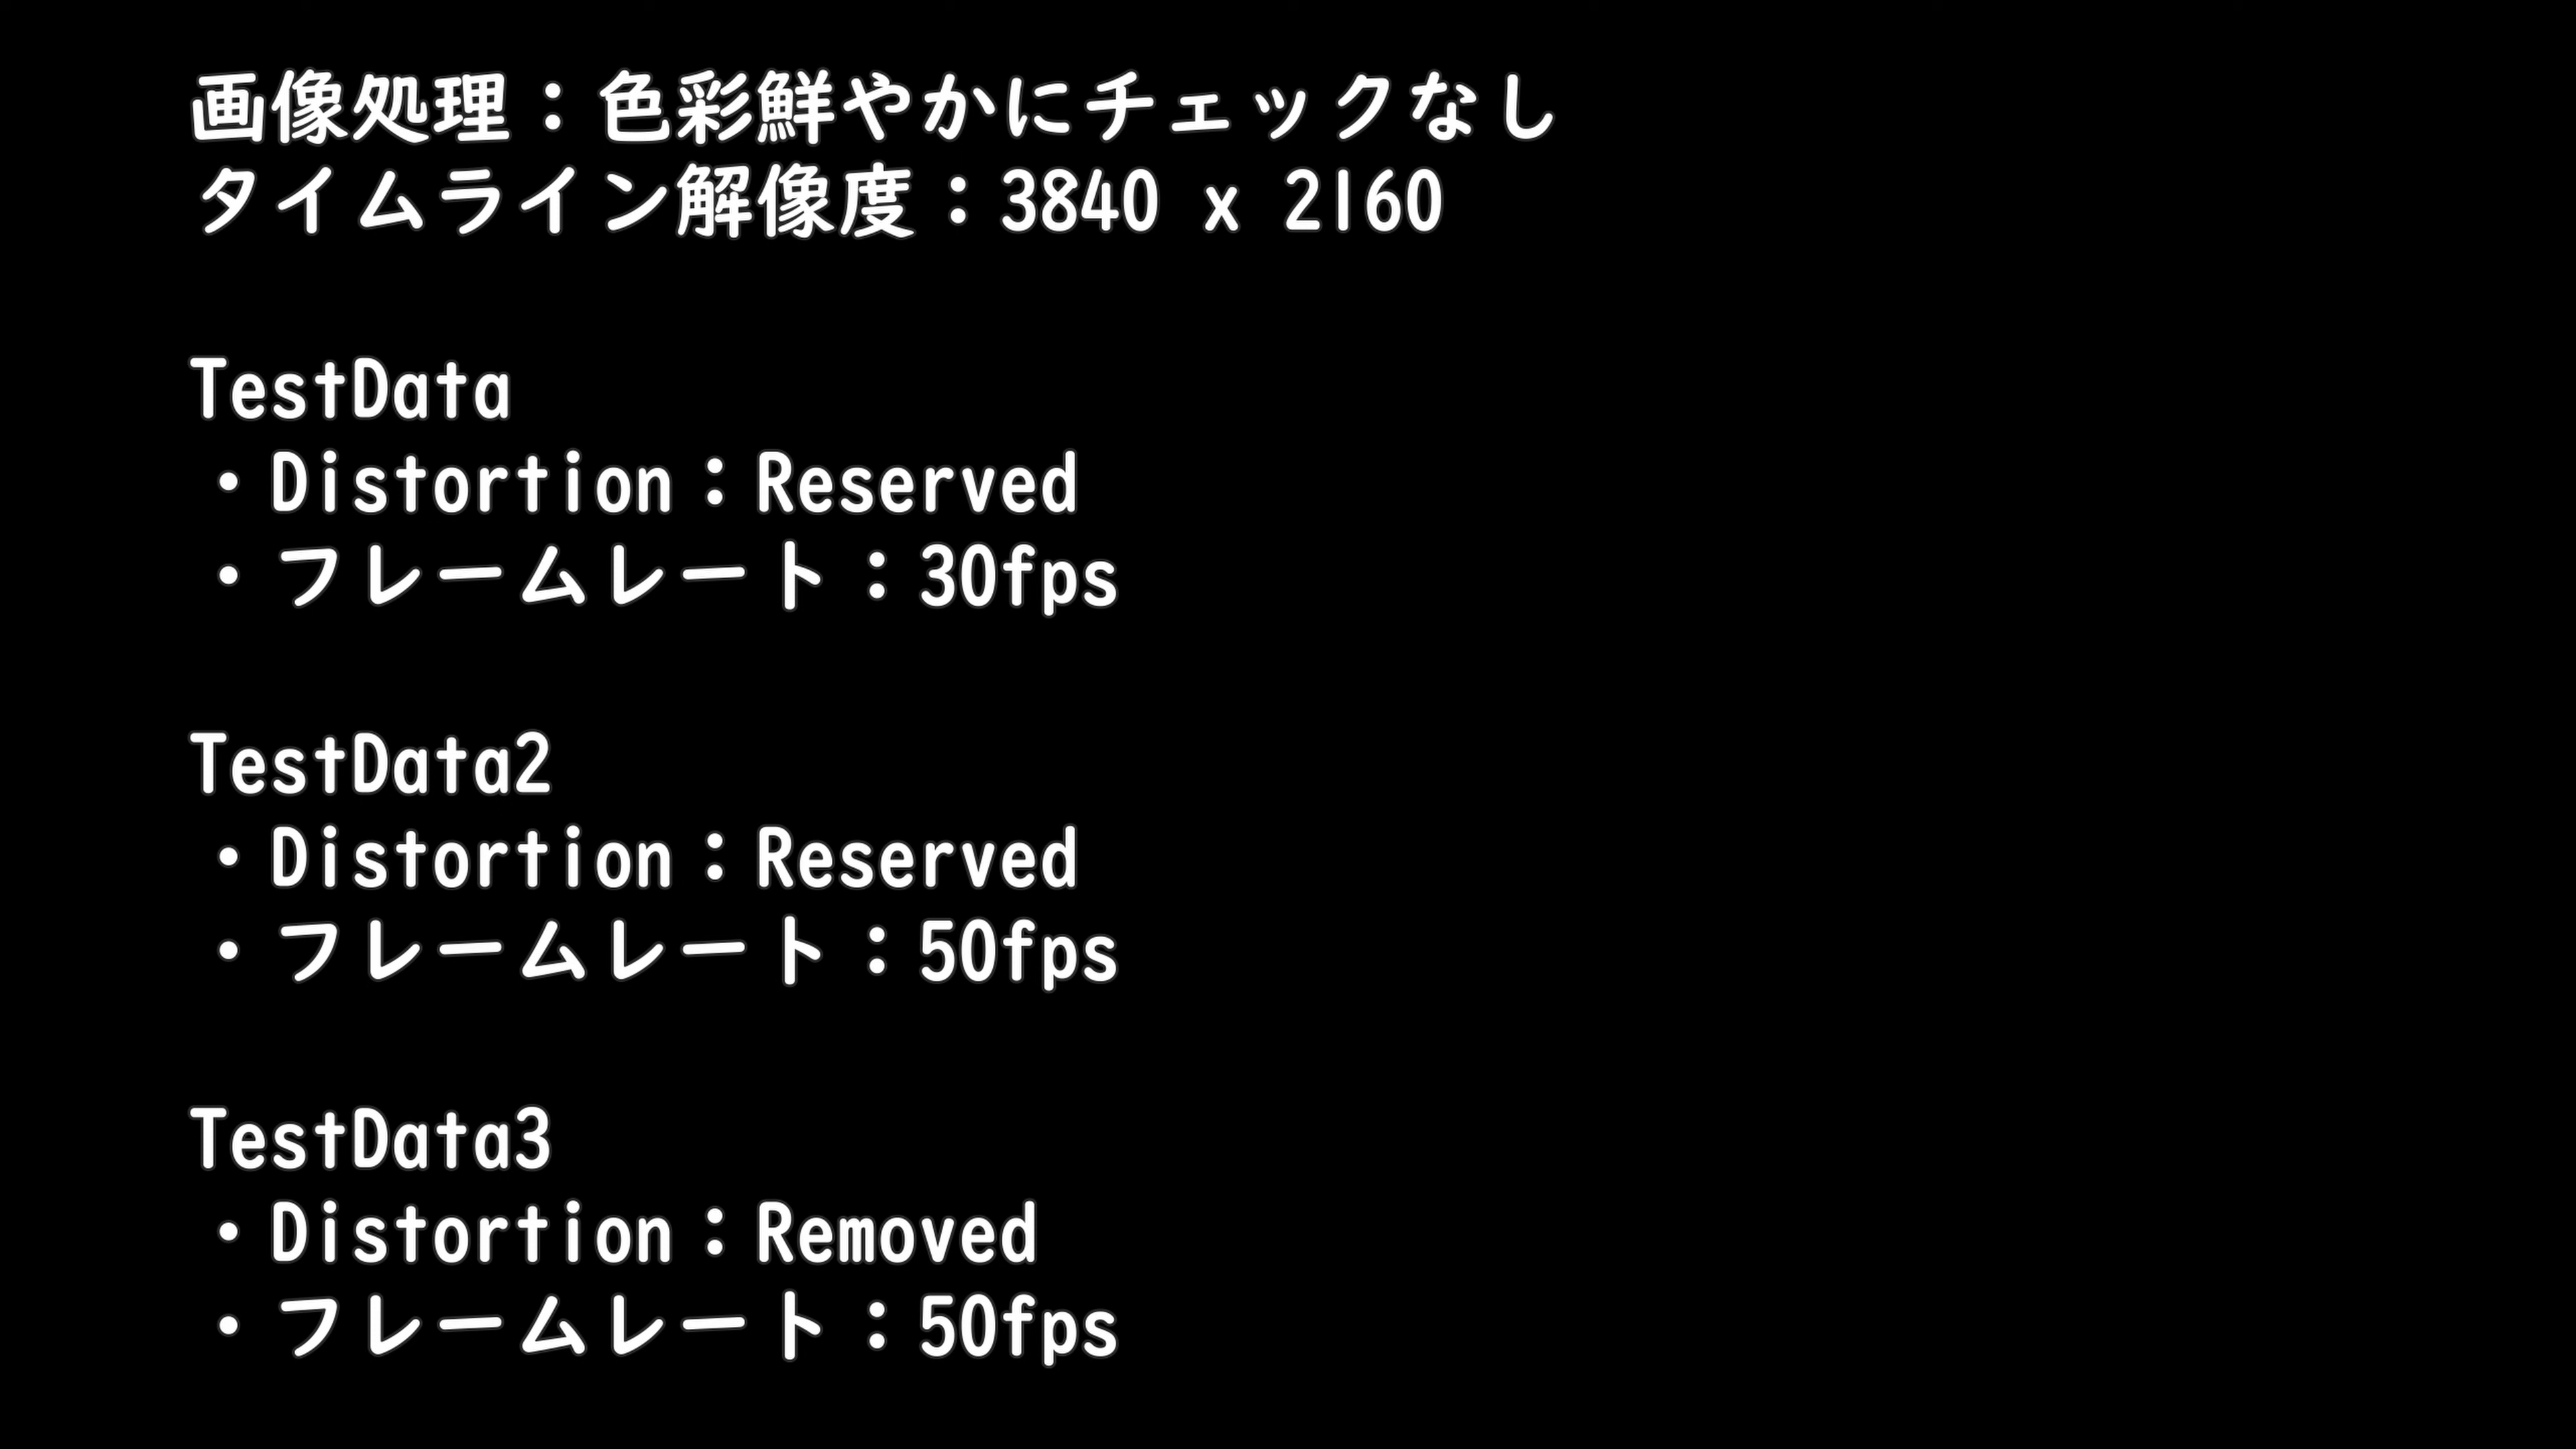 画像処理：色彩鮮やかにチェックなし
タイムライン解像度：3840 x 2160
TestData
・Distortion：Reserved
・フレームレート：30fps
TestData2
・Distortion：Reserved
・フレームレート：50fps
TestData3
・Distortion：Removed
・フレームレート：50fps